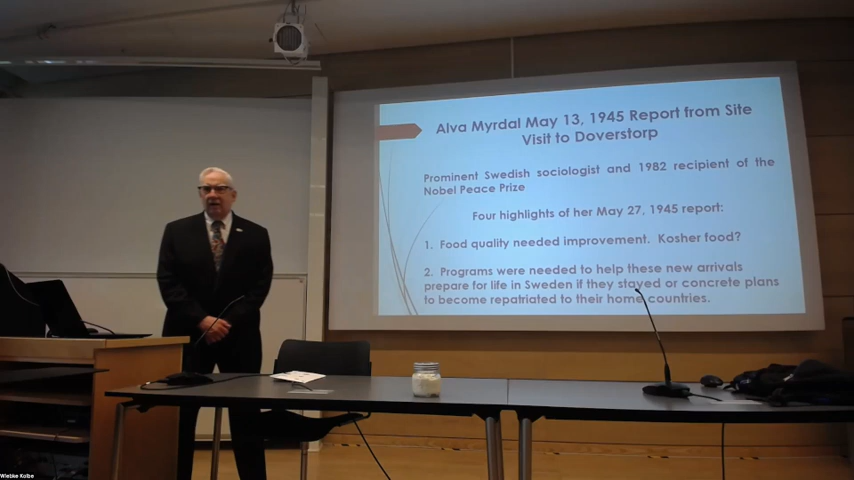 Alva Myrdal May 13, 1945 Report from Site
Visit to Doverstorp
Prominent Swedish sociologist and 1982 recipient of the
Nobel Peace Prize
Four highlights of her May 27, 1945 report:
1. Food quality needed improvement. Kosher food?
2. Programs were needed to help these new arrivals
prepare for life in Sweden if they stayed or concrete plans
to become repatriated to their home countries.
Wiebke Kolbe